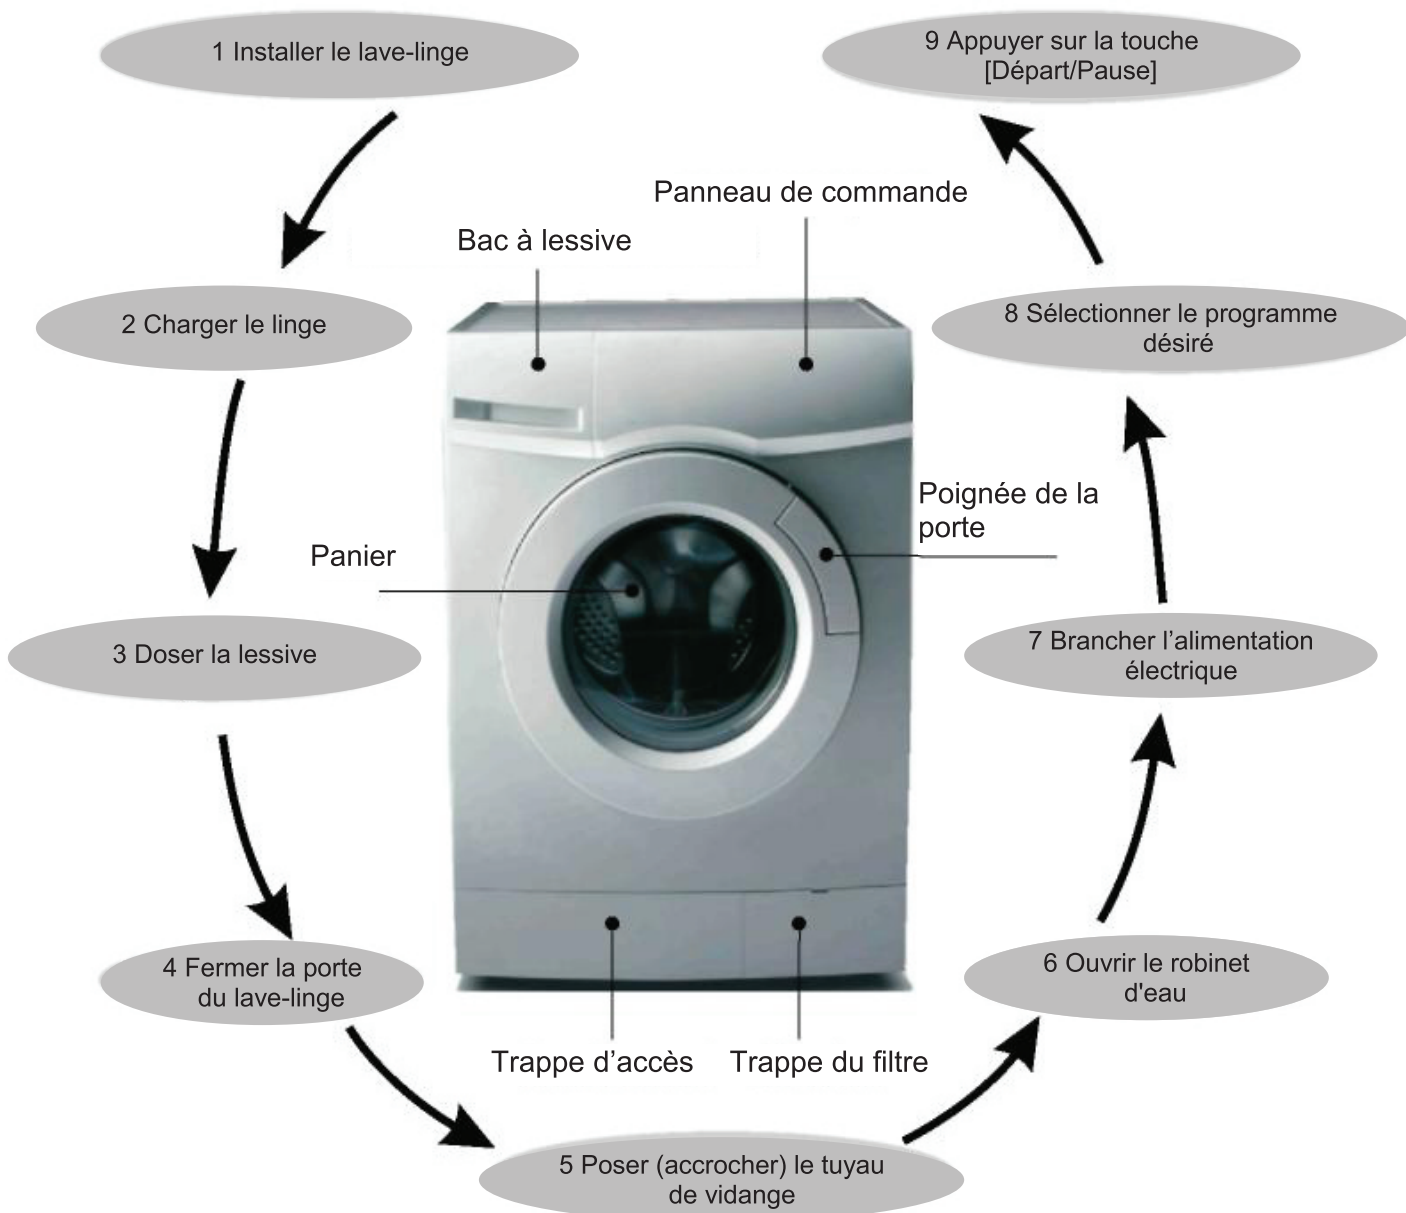 1 Installer le lave-linge
9 Appuyer sur la touche
[Départ/Pause]
Panneau de commande
Bac à lessive
2 Charger le linge
8 Sélectionner le programme
désiré
Poignée de la
porte
Panier
3 Doser la lessive
7 Brancher l’alimentation
électrique
4 Fermer la porte
du lave-linge
6 Ouvrir le robinet
d'eau
Trappe d’accès
Trappe du filtre
5 Poser (accrocher) le tuyau
de vidange